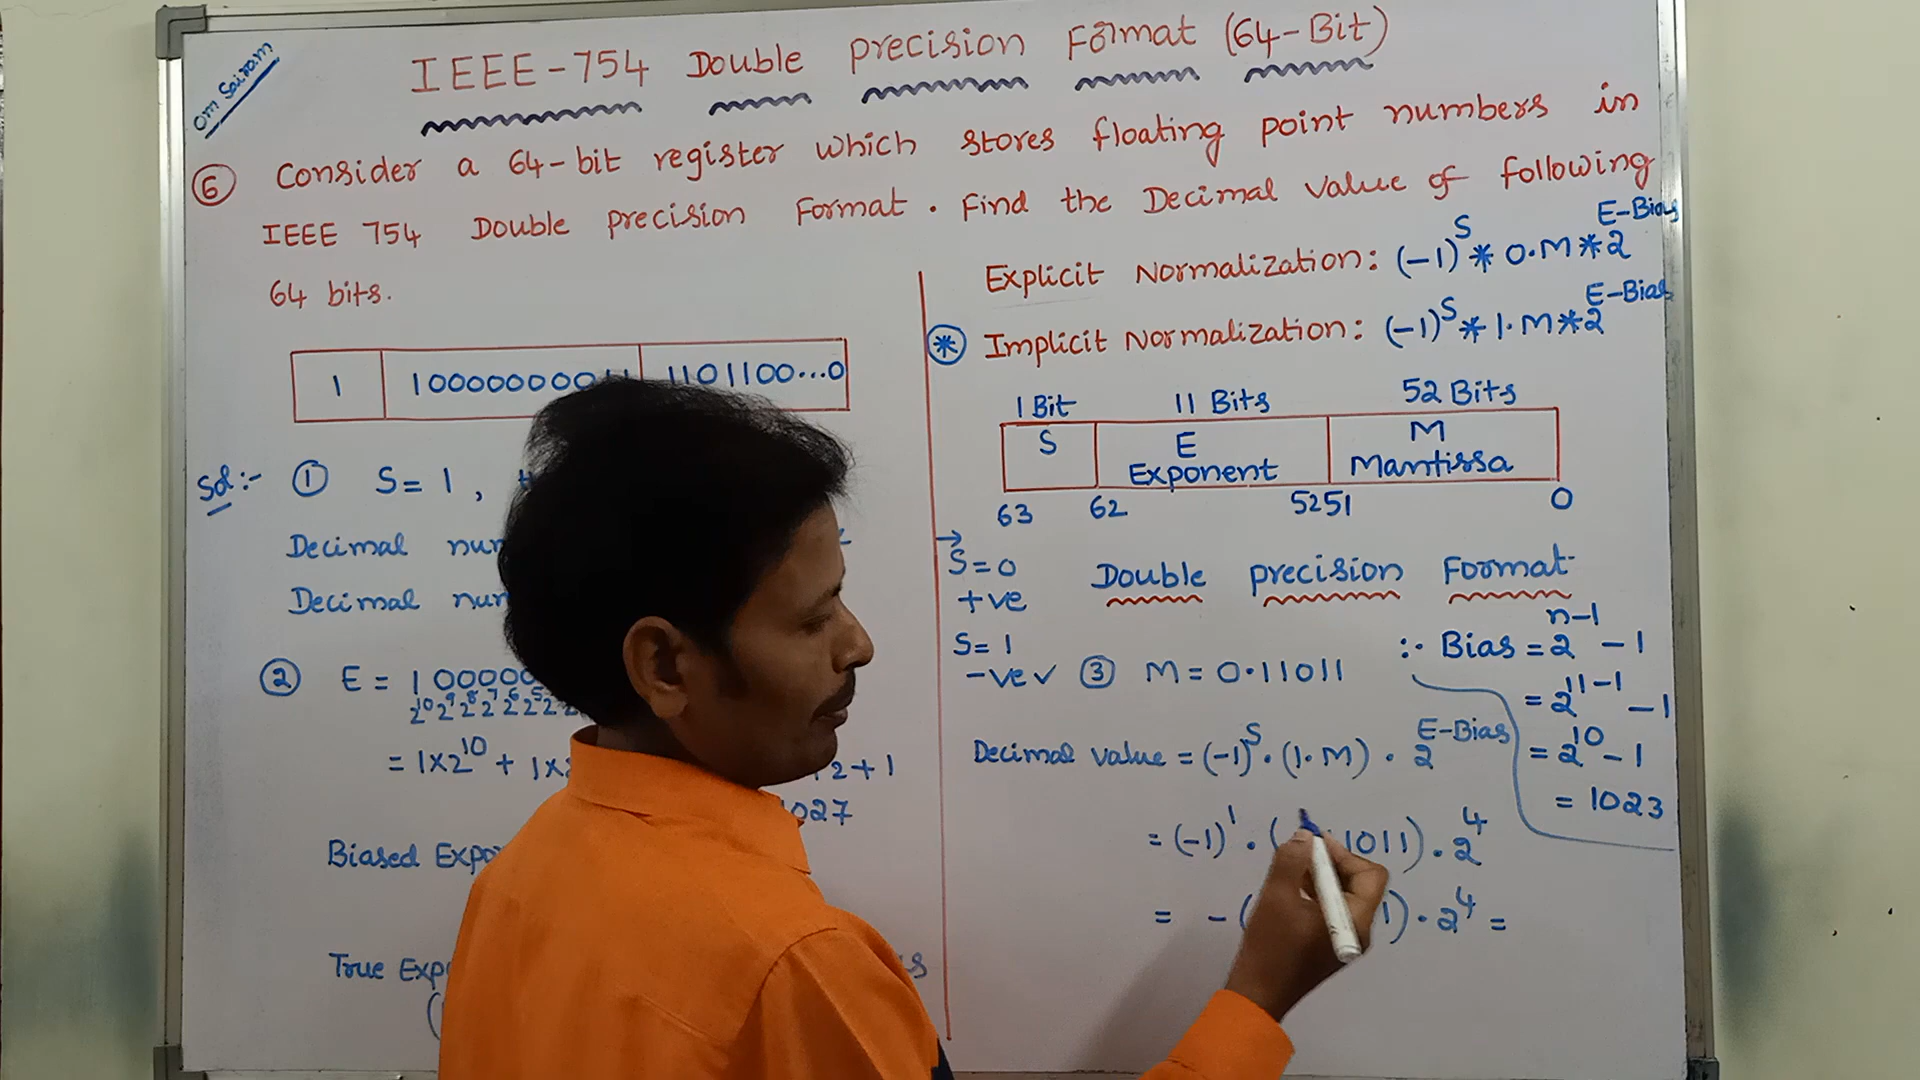 Om Sairam
IEEE-754 Double precision Format (64-Bit)
6 Consider a 64-bit register which stores floating point numbers in
IEEE 754 Double precision Format. Find the Decimal value of following
64 bits.
1 1101100...0
Sol:- 1 S = 1 ,
Decimal
Decimal
2 E =
= 1×2^10 +
2+1
Biased
True
Explicit Normalization: (-1)^S * 0.M * 2^E-Bias
* Implicit Normalization: (-1)^S * 1.M * 2^E-Bias
1 Bit 11 Bits 52 Bits
S E M
Exponent Mantissa
63 62 52 51 0
→
S=0
+ve
S=1
-ve ✓
Double precision Format
3 M = 0.11011
∴ Bias = 2^n-1 - 1
= 2^11-1 - 1
= 2^10 - 1
= 1023
Decimal value = (-1)^S . (1.M) . 2^E-Bias
= (-1)^1 . ( 1011) . 2^4
= - ( 1) . 2^4 =